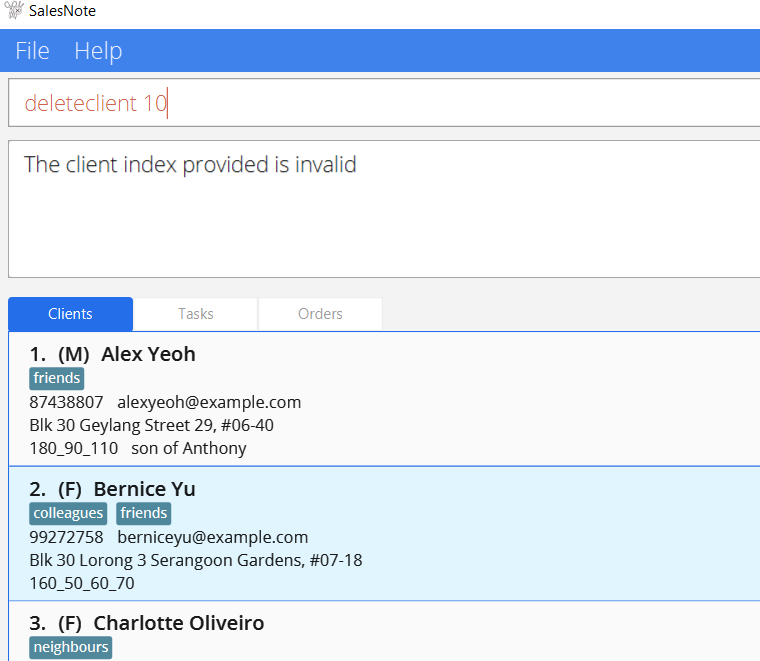 SalesNote
File Help
deleteclient 10
The client index provided is invalid
Clients Tasks Orders
1. (M) Alex Yeoh
friends
87438807 alexyeoh@example.com
Blk 30 Geylang Street 29, #06-40
180_90_110 son of Anthony
2. (F) Bernice Yu
colleagues friends
99272758 berniceyu@example.com
Blk 30 Lorong 3 Serangoon Gardens, #07-18
160_50_60_70
3. (F) Charlotte Oliveiro
neighbours